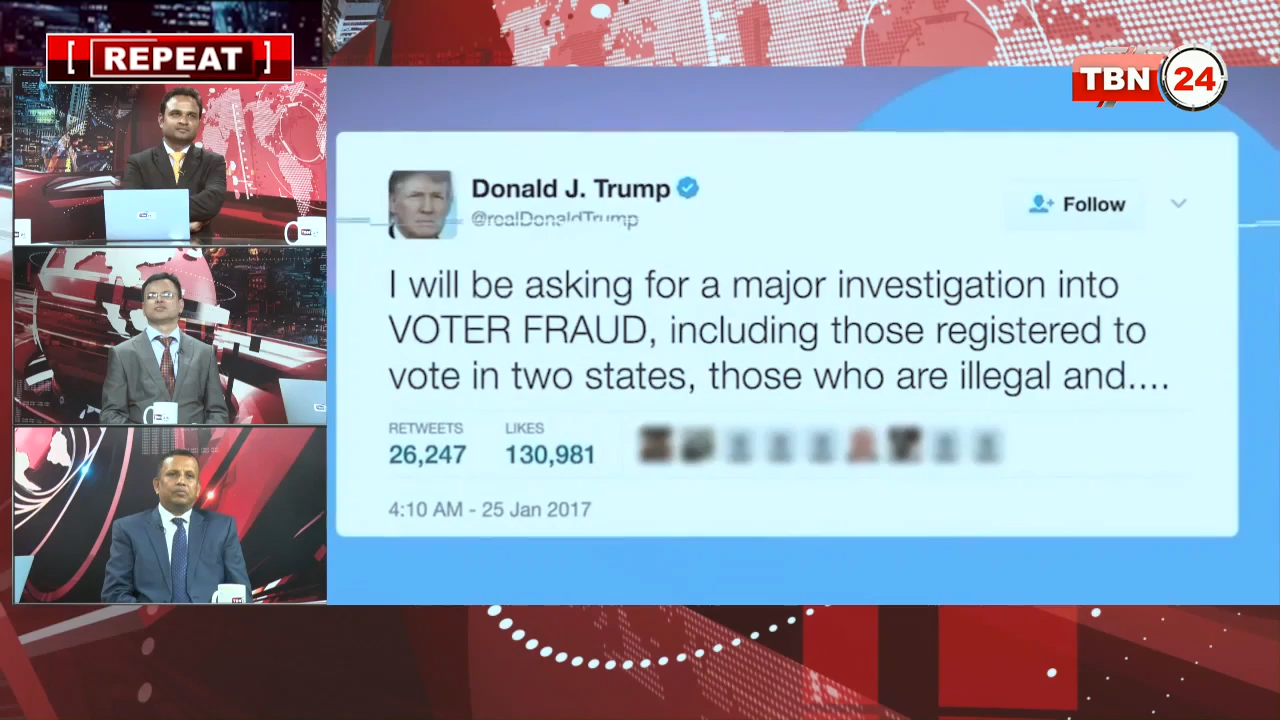 [ REPEAT ]
TBN 24
Donald J. Trump
@realDonaldTrump
Follow
I will be asking for a major investigation into
VOTER FRAUD, including those registered to
vote in two states, those who are illegal and....
RETWEETS LIKES
26,247 130,981
4:10 AM - 25 Jan 2017